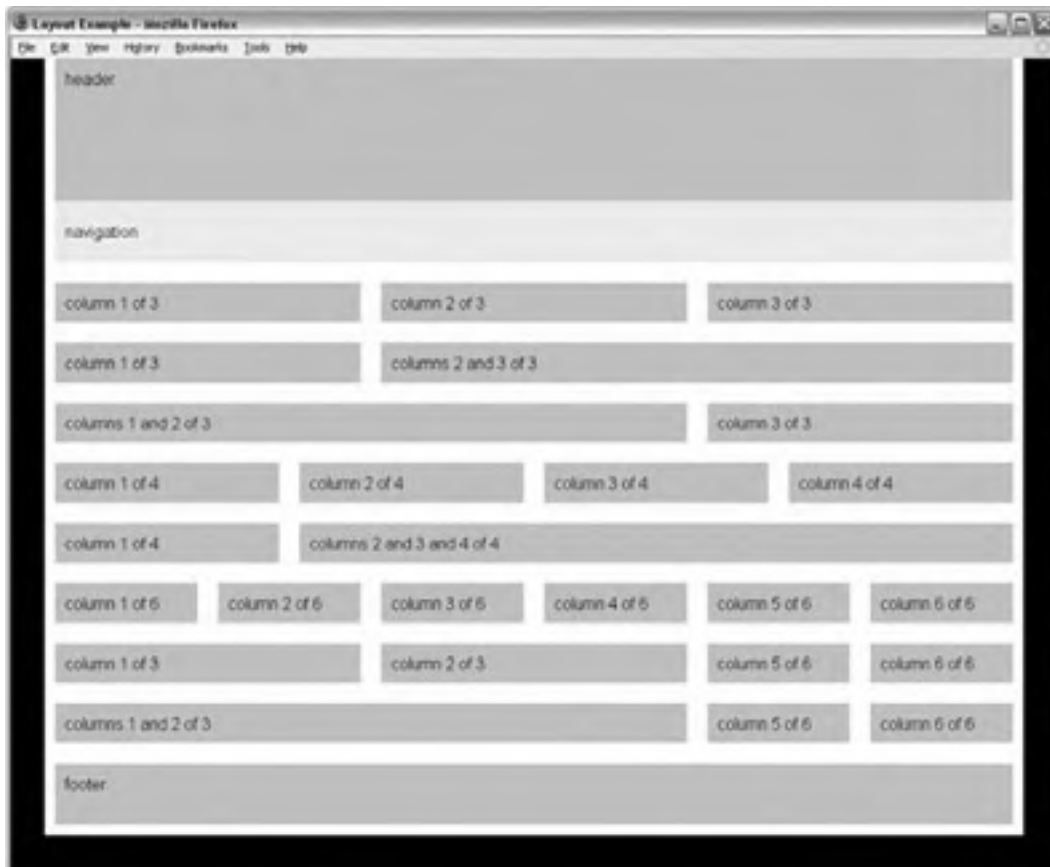 Layout Example - Mozilla Firefox
File Edit View History Bookmarks Tools Help
header
navigation
column 1 of 3 column 2 of 3 column 3 of 3
column 1 of 3 columns 2 and 3 of 3
columns 1 and 2 of 3 column 3 of 3
column 1 of 4 column 2 of 4 column 3 of 4 column 4 of 4
column 1 of 4 columns 2 and 3 and 4 of 4
column 1 of 6 column 2 of 6 column 3 of 6 column 4 of 6 column 5 of 6 column 6 of 6
column 1 of 3 column 2 of 3 column 5 of 6 column 6 of 6
columns 1 and 2 of 3 column 5 of 6 column 6 of 6
footer